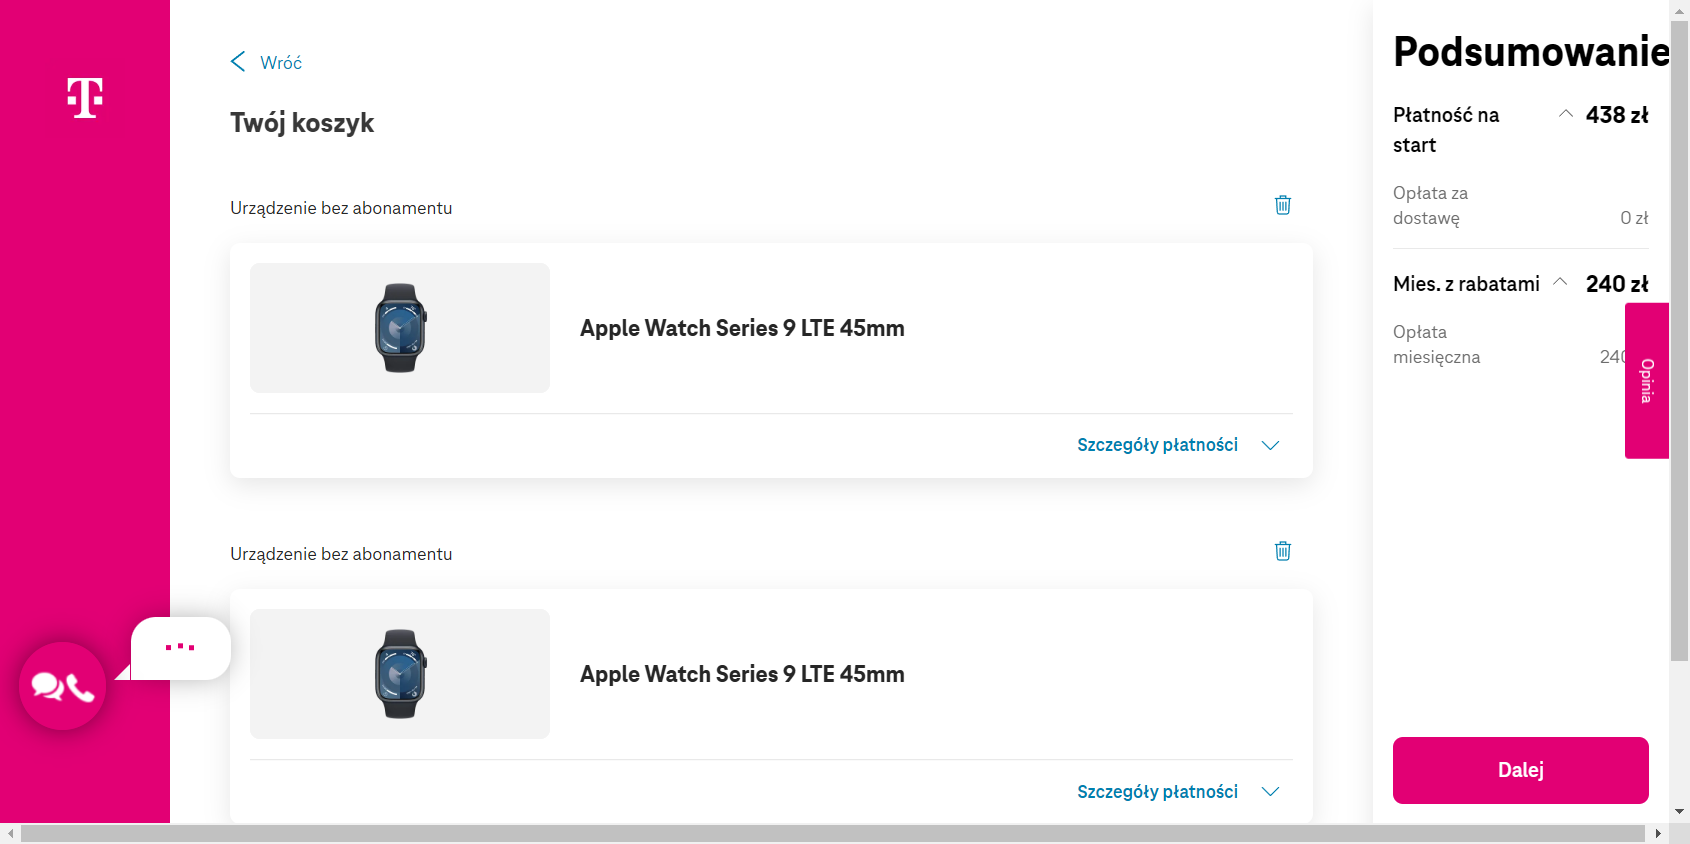 Wróć
Twój koszyk
Urządzenie bez abonamentu
Apple Watch Series 9 LTE 45mm
Szczegóły płatności
Urządzenie bez abonamentu
Apple Watch Series 9 LTE 45mm
Szczegóły płatności
Podsumowanie
Płatność na start 438 zł
Opłata za dostawę 0 zł
Mies. z rabatami 240 zł
Opłata miesięczna 240
Opinia
Dalej